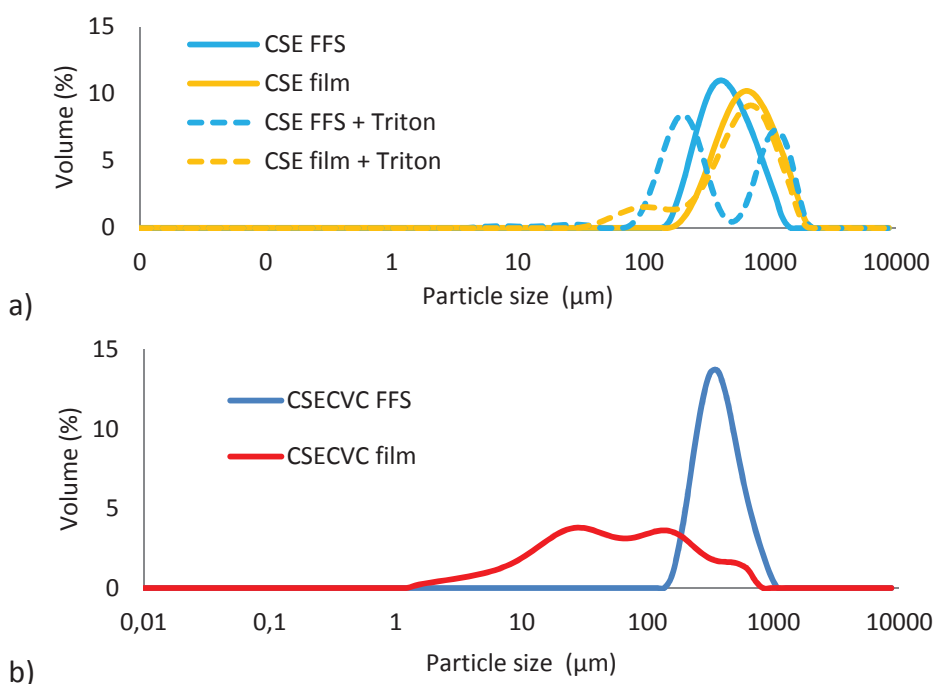 15
10
5
0
Volume (%)
CSE FFS
CSE film
CSE FFS + Triton
CSE film + Triton
0 0 1 10 100 1000 10000
Particle size (µm)
a)
15
10
5
0
Volume (%)
CSECVC FFS
CSECVC film
0,01 0,1 1 10 100 1000 10000
Particle size (µm)
b)